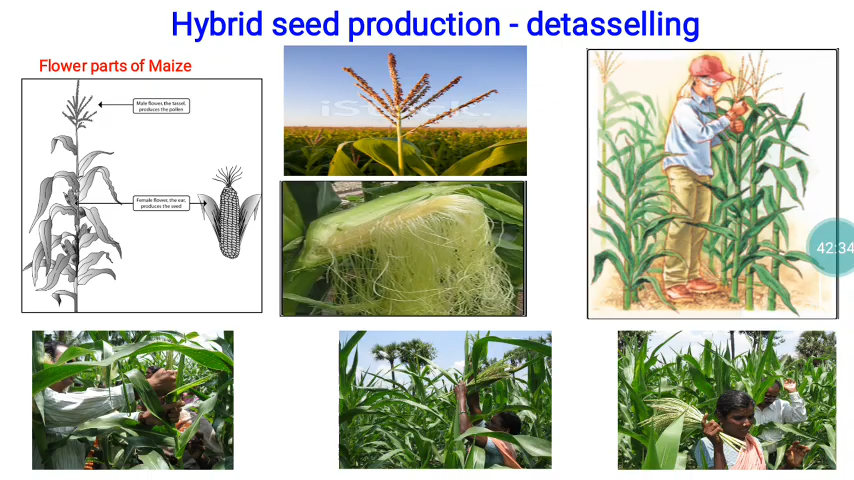 Hybrid seed production - detasselling
Flower parts of Maize
Male flower, the tassel,
produces the pollen
Female flower, the ear,
produces the seed
iStock.
42:34